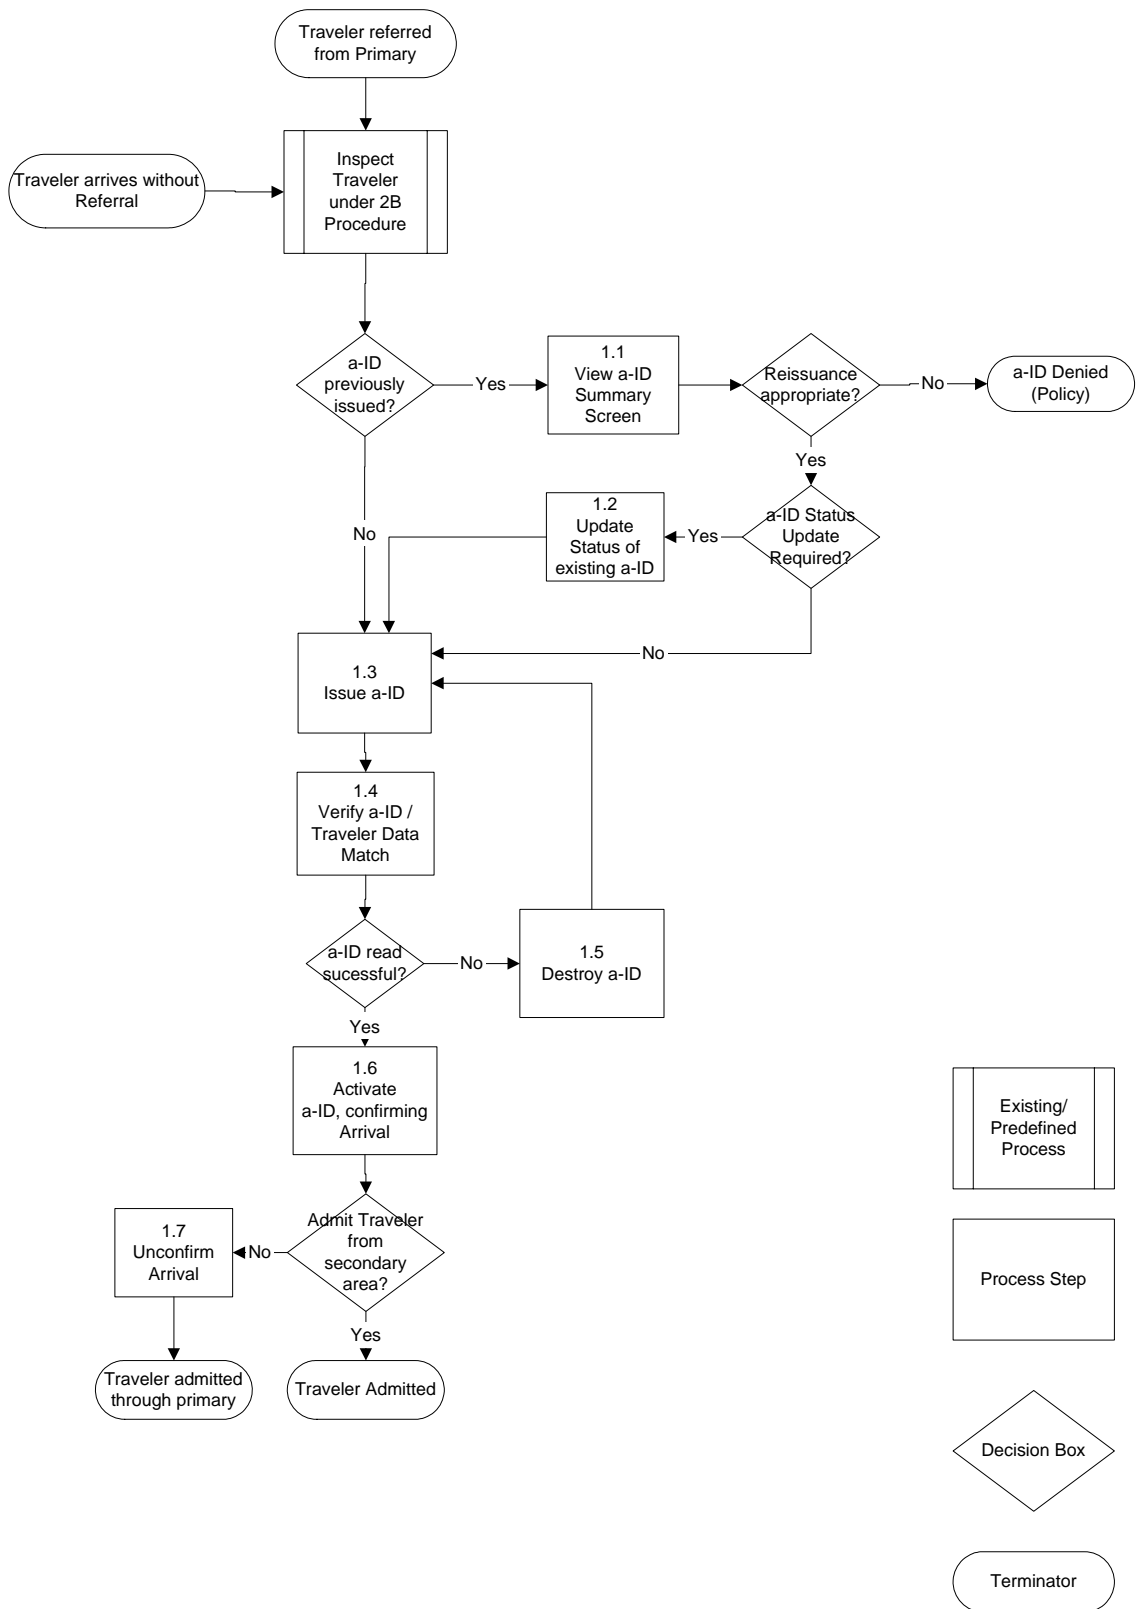 Traveler referred
from Primary
Traveler arrives without
Referral
Inspect
Traveler
under 2B
Procedure
a-ID
previously
issued?
Yes
1.1
View a-ID
Summary
Screen
Reissuance
appropriate?
No
a-ID Denied
(Policy)
Yes
a-ID Status
Update
Required?
Yes
1.2
Update
Status of
existing a-ID
No
No
1.3
Issue a-ID
1.4
Verify a-ID /
Traveler Data
Match
a-ID read
sucessful?
No
1.5
Destroy a-ID
Yes
1.6
Activate
a-ID, confirming
Arrival
Admit Traveler
from
secondary
area?
No
1.7
Unconfirm
Arrival
Yes
Traveler admitted
through primary
Traveler Admitted
Existing/
Predefined
Process
Process Step
Decision Box
Terminator